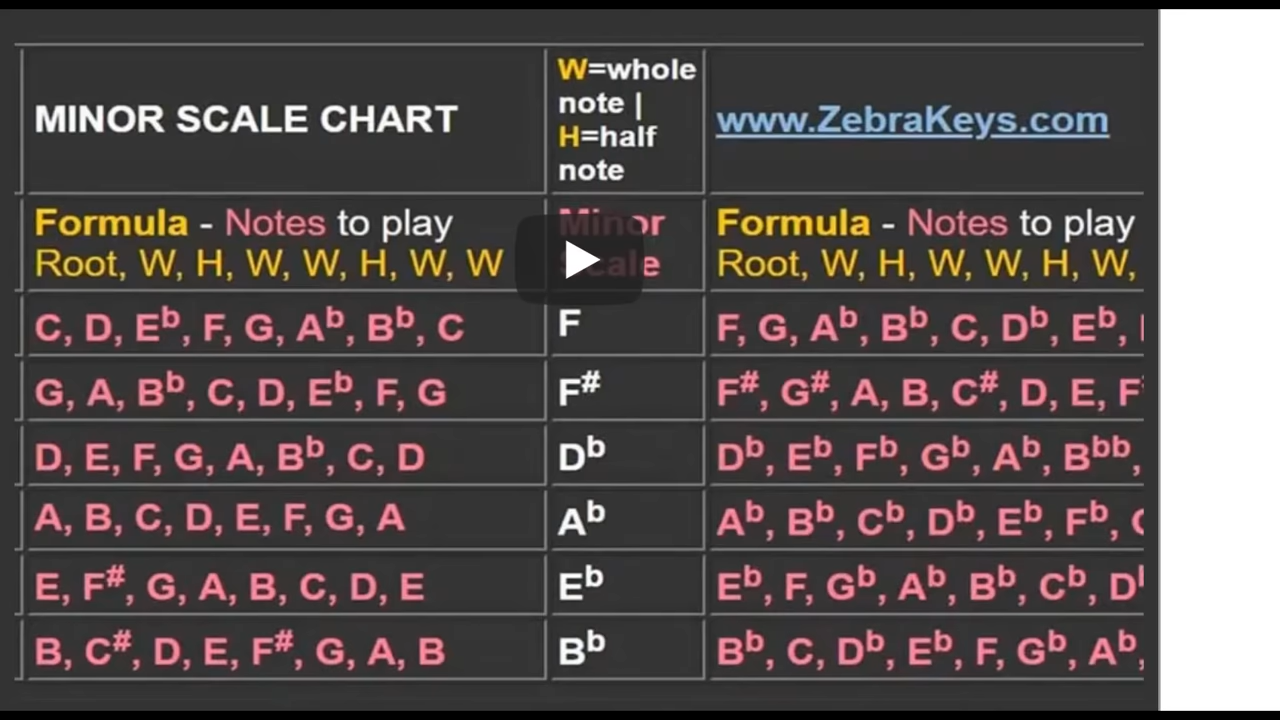 MINOR SCALE CHART
W=whole
note |
H=half
note
www.ZebraKeys.com
Formula - Notes to play
Root, W, H, W, W, H, W, W
Minor
Scale
Formula - Notes to play
Root, W, H, W, W, H, W,
C, D, Eb, F, G, Ab, Bb, C
F
F, G, Ab, Bb, C, Db, Eb,
G, A, Bb, C, D, Eb, F, G
F#
F#, G#, A, B, C#, D, E, F
D, E, F, G, A, Bb, C, D
Db
Db, Eb, Fb, Gb, Ab, Bbb,
A, B, C, D, E, F, G, A
Ab
Ab, Bb, Cb, Db, Eb, Fb,
E, F#, G, A, B, C, D, E
Eb
Eb, F, Gb, Ab, Bb, Cb, D
B, C#, D, E, F#, G, A, B
Bb
Bb, C, Db, Eb, F, Gb, Ab,